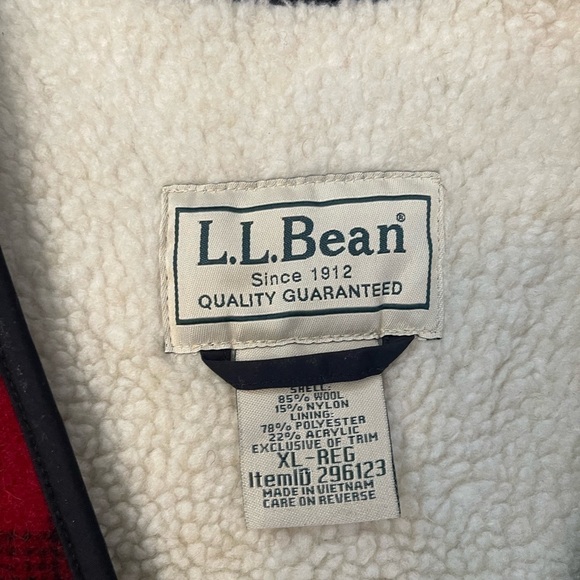 L.L.Bean®
Since 1912
QUALITY GUARANTEED
SHELL:
85% WOOL
15% NYLON
LINING:
78% POLYESTER
22% ACRYLIC
EXCLUSIVE OF TRIM
XL-REG
ItemID 296123
MADE IN VIETNAM
CARE ON REVERSE